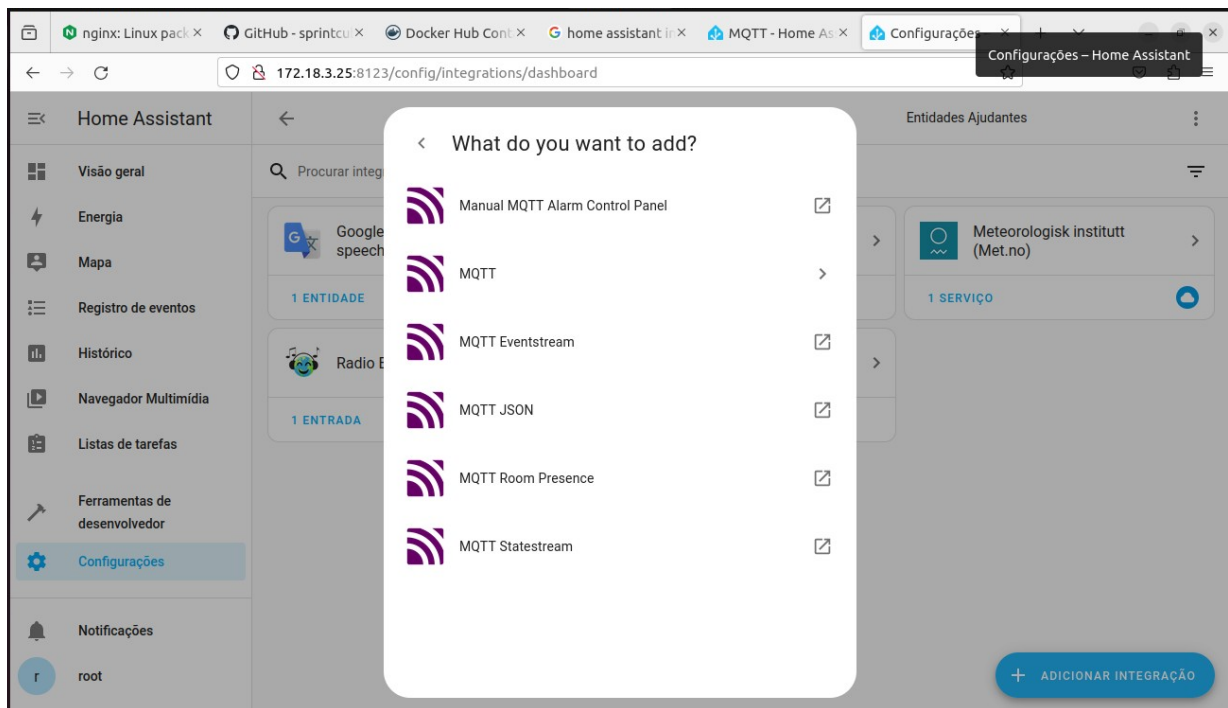 nginx: Linux pack
GitHub - sprintcu
Docker Hub Cont
home assistant in
MQTT - Home As
Configurações
Configurações – Home Assistant
172.18.3.25:8123/config/integrations/dashboard
Home Assistant
Entidades Ajudantes
Visão geral
Energia
Mapa
Registro de eventos
Histórico
Navegador Multimídia
Listas de tarefas
Ferramentas de
desenvolvedor
Configurações
Notificações
r
root
Procurar integ
Google
speech
1 ENTIDADE
Radio B
1 ENTRADA
What do you want to add?
Manual MQTT Alarm Control Panel
MQTT
MQTT Eventstream
MQTT JSON
MQTT Room Presence
MQTT Statestream
Meteorologisk institutt
(Met.no)
1 SERVIÇO
ADICIONAR INTEGRAÇÃO